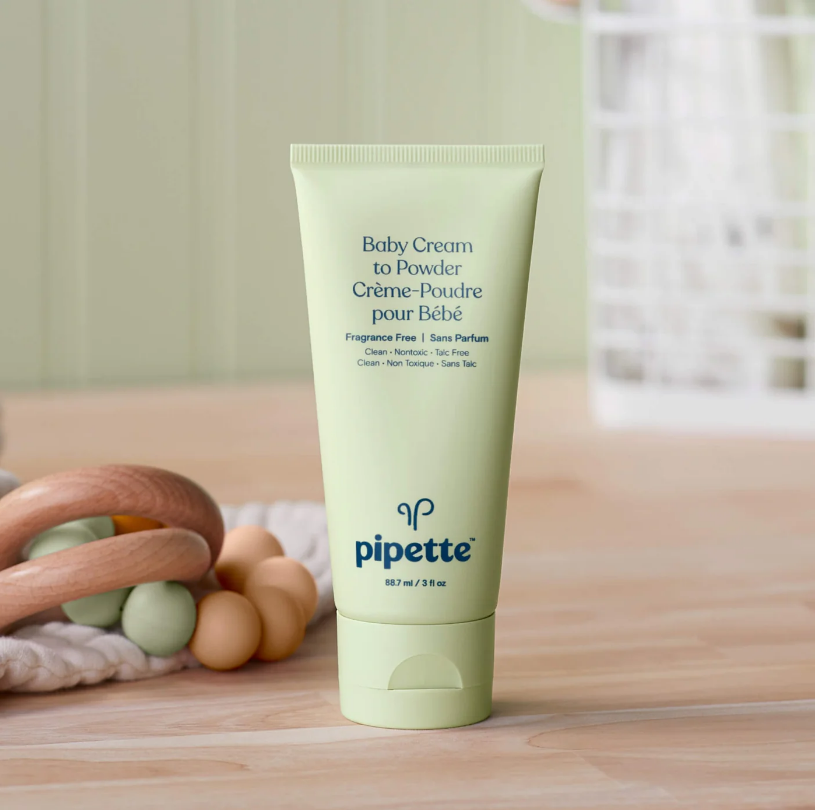 Baby Cream
to Powder
Crème-Poudre
pour Bébé
Fragrance Free | Sans Parfum
Clean • Nontoxic • Talc Free
Clean • Non Toxique • Sans Talc
pipette™
88.7 ml / 3 fl oz